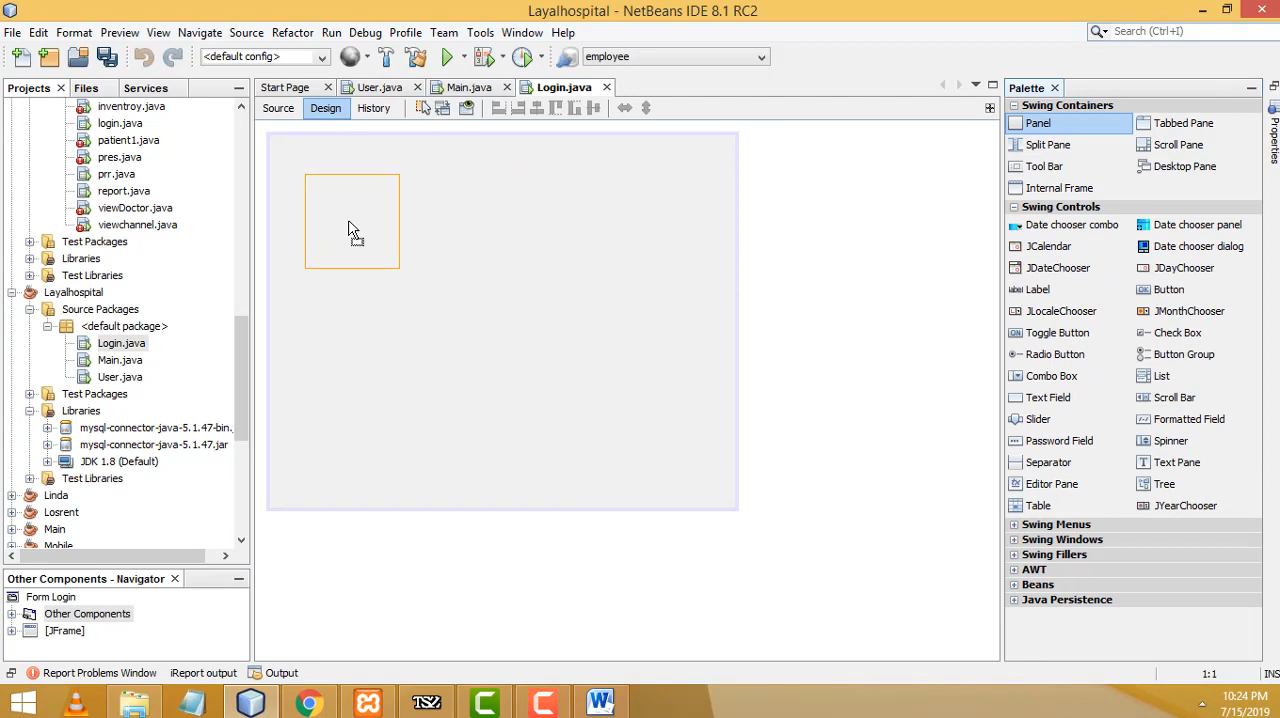 Layalhospital - NetBeans IDE 8.1 RC2
File Edit Format Preview View Navigate Source Refactor Run Debug Profile Team Tools Window Help
Search (Ctrl+I)
<default config>
employee
Projects Files Services
Start Page User.java Main.java Login.java
Source Design History
inventroy.java
login.java
patient1.java
pres.java
prr.java
report.java
viewDoctor.java
viewchannel.java
Test Packages
Libraries
Test Libraries
Layalhospital
Source Packages
<default package>
Login.java
Main.java
User.java
Test Packages
Libraries
mysql-connector-java-5.1.47-bin.
mysql-connector-java-5.1.47.jar
JDK 1.8 (Default)
Test Libraries
Linda
Losrent
Main
Mobile
Other Components - Navigator
Form Login
Other Components
[JFrame]
Palette
Properties
Swing Containers
Panel Tabbed Pane
Split Pane Scroll Pane
Tool Bar Desktop Pane
Internal Frame
Swing Controls
Date chooser combo Date chooser panel
JCalendar Date chooser dialog
JDateChooser JDayChooser
label Label OK Button
JLocaleChooser JMonthChooser
ON Toggle Button Check Box
Radio Button Button Group
Combo Box List
Text Field Scroll Bar
Slider Formatted Field
Password Field Spinner
Separator Text Pane
Editor Pane Tree
Table JYearChooser
Swing Menus
Swing Windows
Swing Fillers
AWT
Beans
Java Persistence
Report Problems Window iReport output Output
1:1 INS
TSZ
10:24 PM
7/15/2019